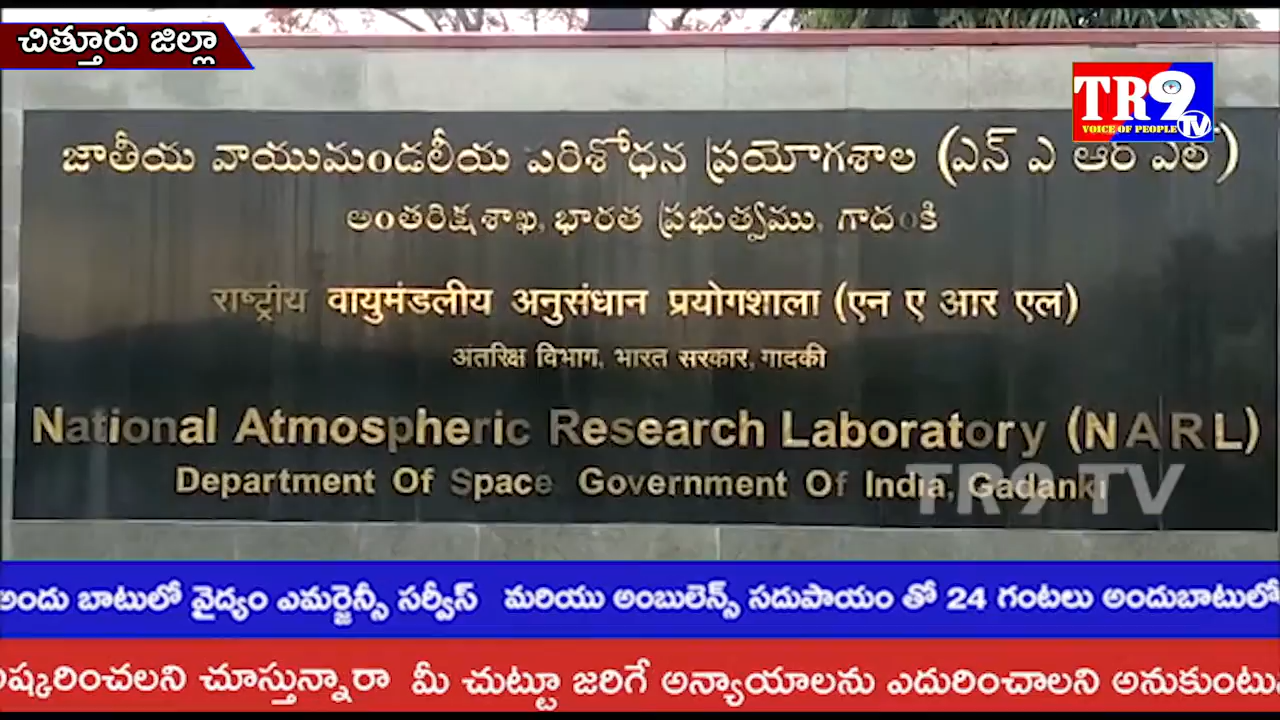 చిత్తూరు జిల్లా
TR9
VOICE OF PEOPLE TV
జాతీయ వాయుమండలీయ పరిశోధన ప్రయోగశాల (ఎన్ ఎ ఆర్ ఎల్)
అంతరిక్షశాఖ, భారత ప్రభుత్వము, గాదంకి
राष्ट्रीय वायुमंडलीय अनुसंधान प्रयोगशाला (एन ए आर एल)
अंतरिक्ष विभाग, भारत सरकार, गादकी
National Atmospheric Research Laboratory (NARL)
Department Of Space Government Of India, Gadanki
TR9 TV
అందు బాటులో వైద్యం ఎమర్జెన్సీ సర్వీస్ మరియు అంబులెన్స్ సదుపాయం తో 24 గంటలు అందుబాటులో
చూస్తున్నారా మీ చుట్టూ జరిగే అన్యాయాలను ఎదురించాలని